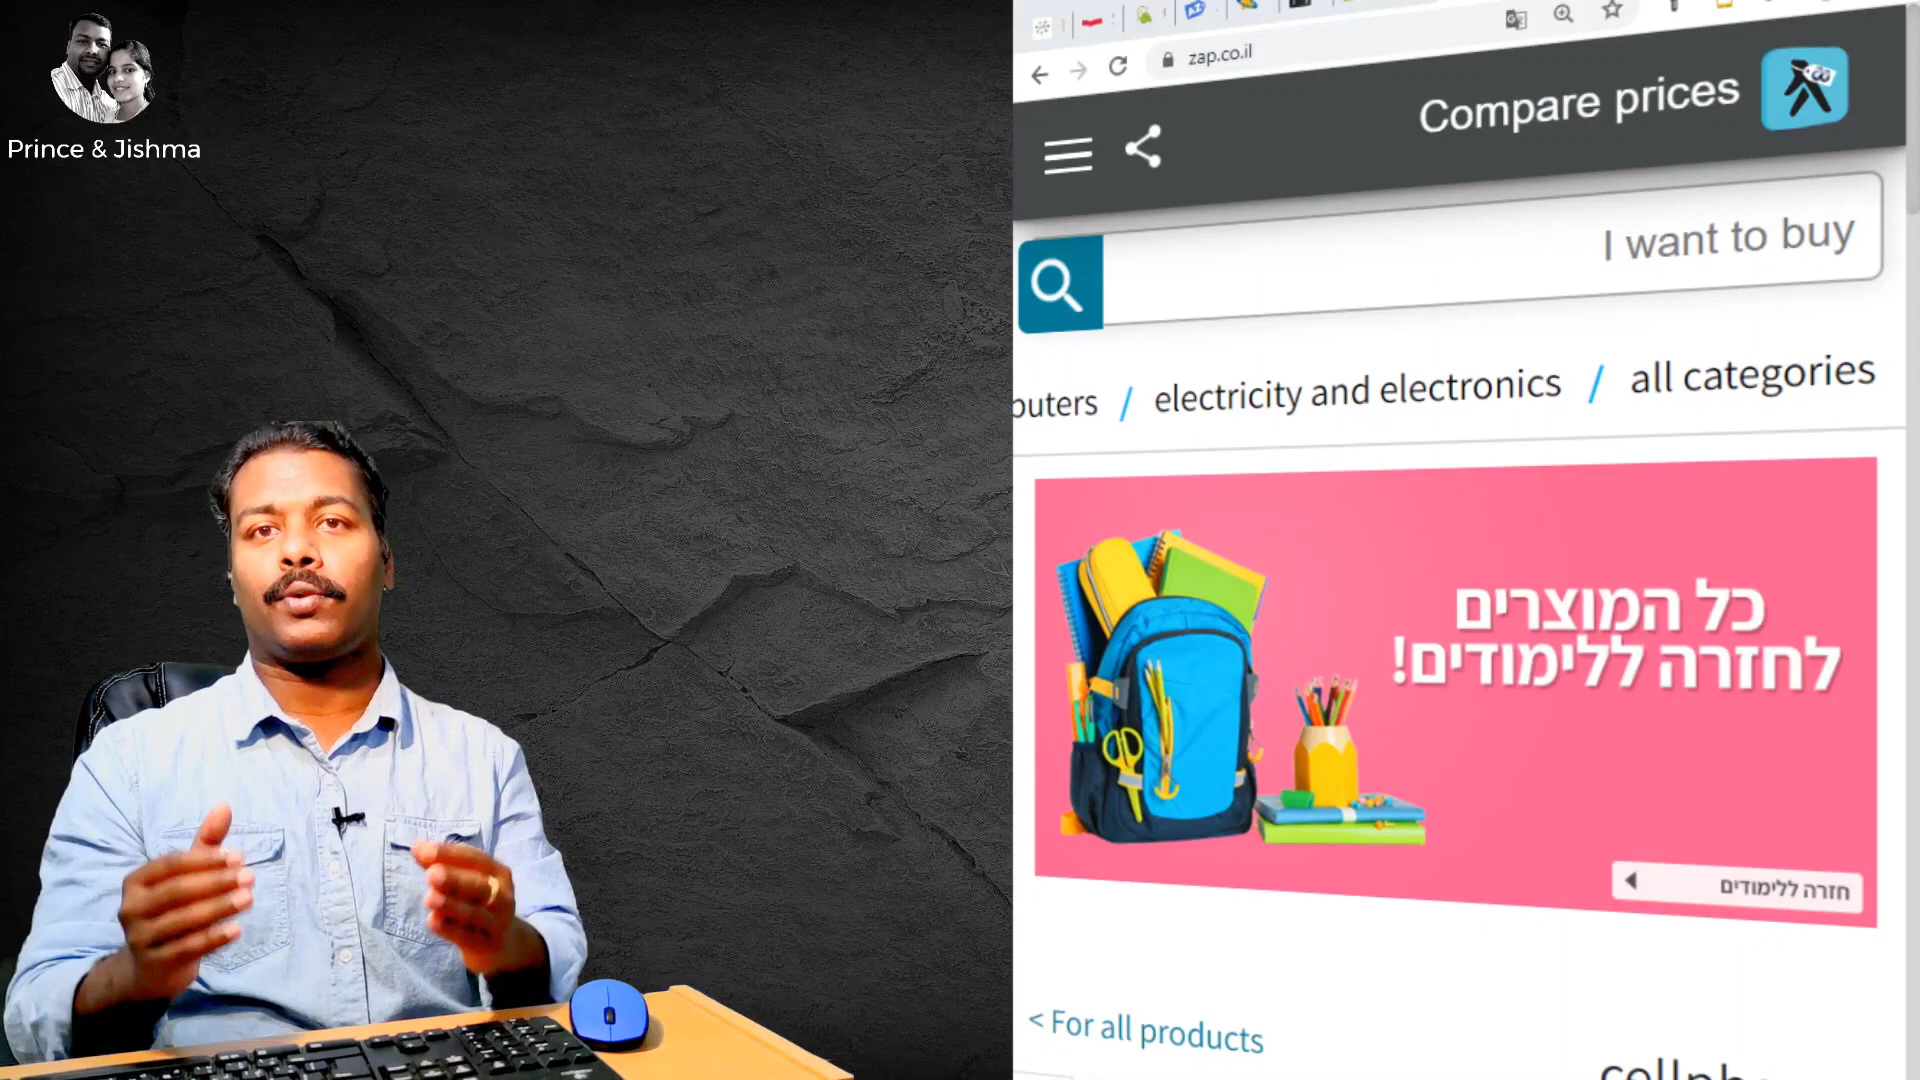 Prince & Jishma
zap.co.il
Compare prices
I want to buy
electricity and electronics / all categories
כל המוצרים
לחזרה ללימודים!
חזרה ללימודים
< For all products